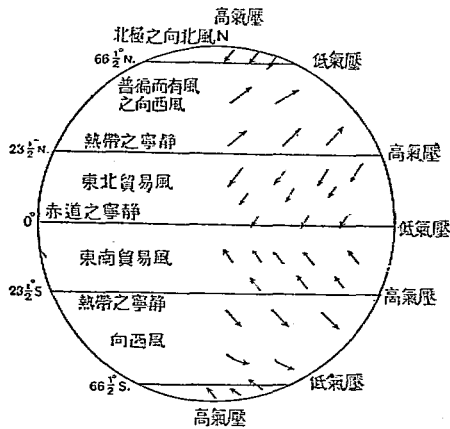 高氣壓
北極之向北風N
66½°N.
低氣壓
普徧而有風
之向西風
23½°N.
熱帶之寧静
高氣壓
東北貿易風
赤道之寧静
0°
低氣壓
東南貿易風
23½°S
高氣壓
熱帶之寧静
向西風
66½°S.
低氣壓
高氣壓